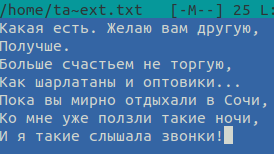 /home/ta~ext.txt [-M--] 25 L:
Какая есть. Желаю вам другую,
Получше.
Больше счастьем не торгую,
Как шарлатаны и оптовики...
Пока вы мирно отдыхали в Сочи,
Ко мне уже ползли такие ночи,
И я такие слышала звонки!